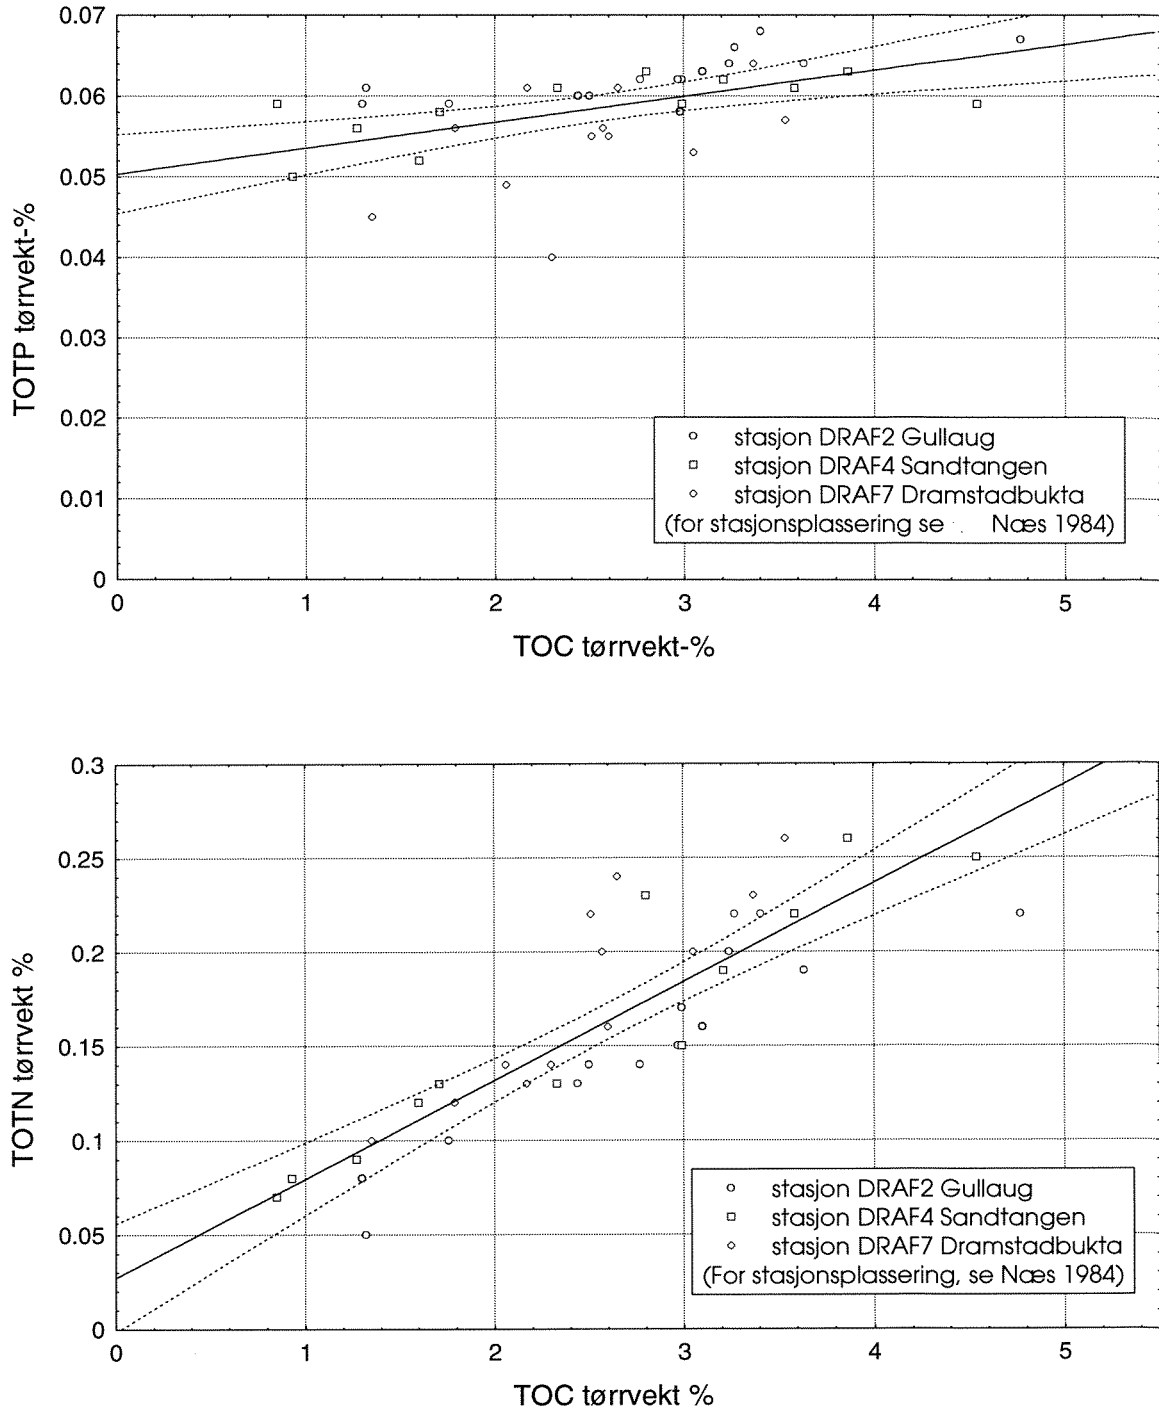 0.07
0.06
0.05
0.04
0.03
0.02
0.01
0
TOTP tørrvekt-%
stasjon DRAF2 Gullaug
stasjon DRAF4 Sandtangen
stasjon DRAF7 Dramstadbukta
(for stasjonsplassering se Næs 1984)
0 1 2 3 4 5
TOC tørrvekt-%
0.3
0.25
0.2
0.15
0.1
0.05
0
TOTN tørrvekt %
stasjon DRAF2 Gullaug
stasjon DRAF4 Sandtangen
stasjon DRAF7 Dramstadbukta
(For stasjonsplassering, se Næs 1984)
0 1 2 3 4 5
TOC tørrvekt %